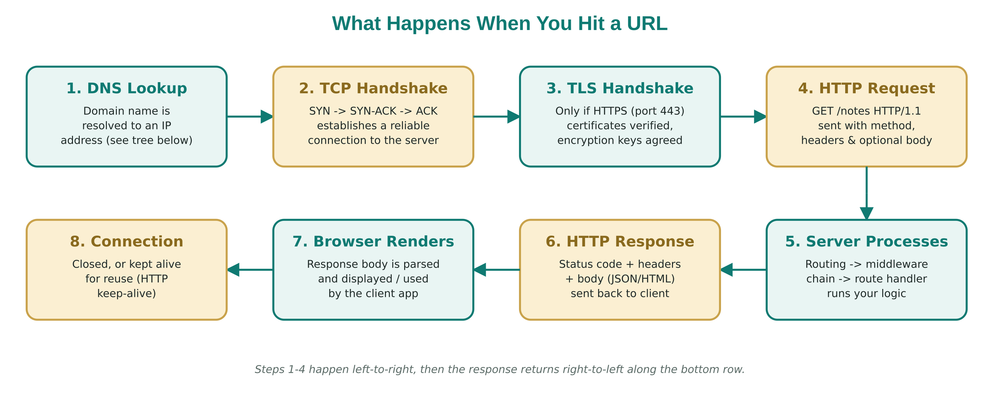 What Happens When You Hit a URL
1. DNS Lookup
Domain name is
resolved to an IP
address (see tree below)
2. TCP Handshake
SYN -> SYN-ACK -> ACK
establishes a reliable
connection to the server
3. TLS Handshake
Only if HTTPS (port 443)
certificates verified,
encryption keys agreed
4. HTTP Request
GET /notes HTTP/1.1
sent with method,
headers & optional body
5. Server Processes
Routing -> middleware
chain -> route handler
runs your logic
6. HTTP Response
Status code + headers
+ body (JSON/HTML)
sent back to client
7. Browser Renders
Response body is parsed
and displayed / used
by the client app
8. Connection
Closed, or kept alive
for reuse (HTTP
keep-alive)
Steps 1-4 happen left-to-right, then the response returns right-to-left along the bottom row.